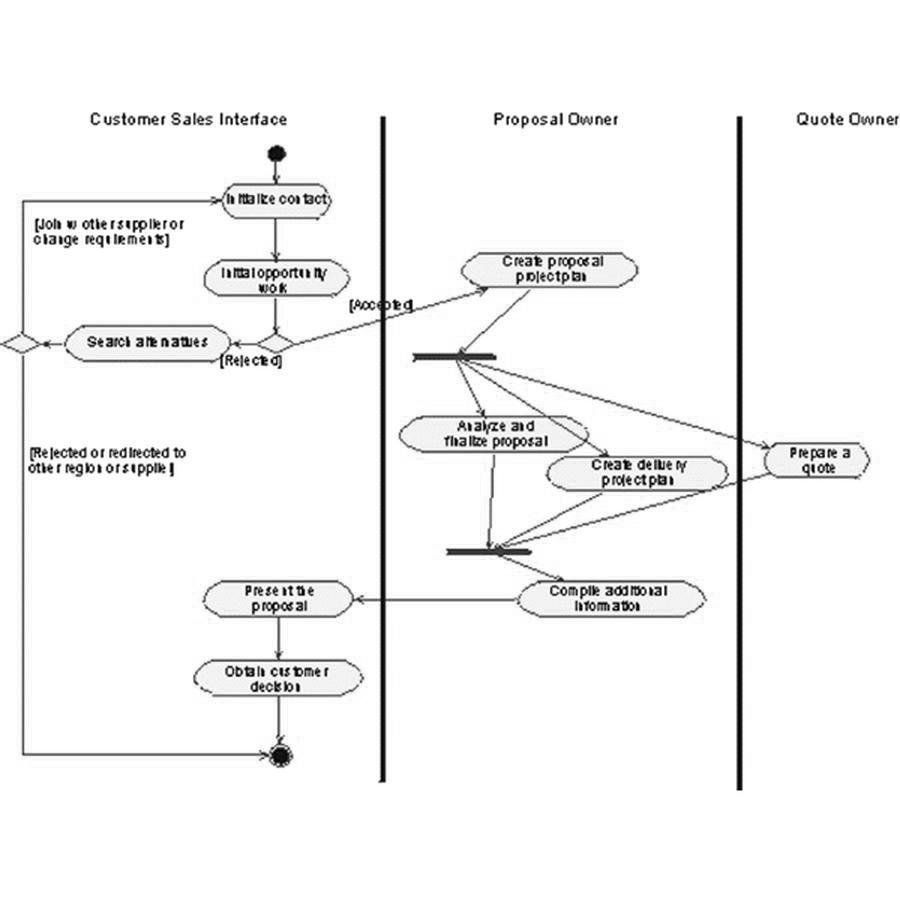 Customer Sales Interface
Proposal Owner
Quote Owner
Initialize contact
[Join w other supplier or
change requirements]
Initial opportunity
work
Create proposal
project plan
[Accepted]
Search alternatives
[Rejected]
Analyze and
finalize proposal
[Rejected or redirected to
other region or supplier]
Create delivery
project plan
Prepare a
quote
Present the
proposal
Compile additional
information
Obtain customer
decision